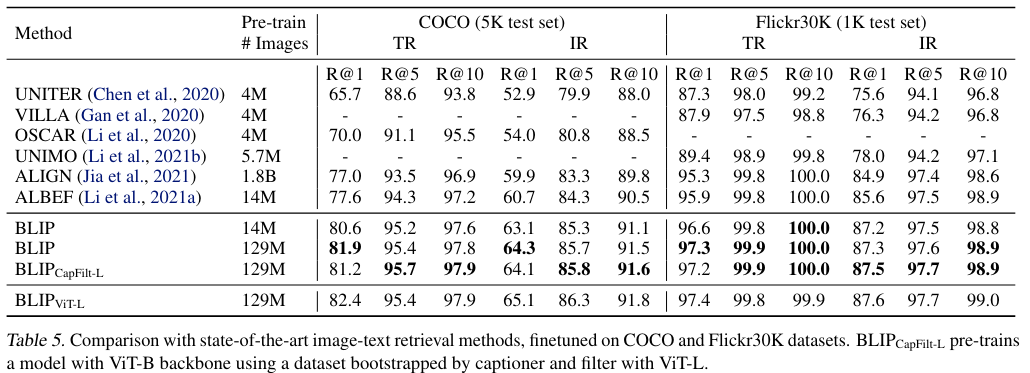 Method Pre-train # Images COCO (5K test set) Flickr30K (1K test set)
TR IR TR IR
R@1 R@5 R@10 R@1 R@5 R@10 R@1 R@5 R@10 R@1 R@5 R@10
UNITER (Chen et al., 2020) 4M 65.7 88.6 93.8 52.9 79.9 88.0 87.3 98.0 99.2 75.6 94.1 96.8
VILLA (Gan et al., 2020) 4M - - - - - - 87.9 97.5 98.8 76.3 94.2 96.8
OSCAR (Li et al., 2020) 4M 70.0 91.1 95.5 54.0 80.8 88.5 - - - - - -
UNIMO (Li et al., 2021b) 5.7M - - - - - - 89.4 98.9 99.8 78.0 94.2 97.1
ALIGN (Jia et al., 2021) 1.8B 77.0 93.5 96.9 59.9 83.3 89.8 95.3 99.8 100.0 84.9 97.4 98.6
ALBEF (Li et al., 2021a) 14M 77.6 94.3 97.2 60.7 84.3 90.5 95.9 99.8 100.0 85.6 97.5 98.9
BLIP 14M 80.6 95.2 97.6 63.1 85.3 91.1 96.6 99.8 100.0 87.2 97.5 98.8
BLIP 129M 81.9 95.4 97.8 64.3 85.7 91.5 97.3 99.9 100.0 87.3 97.6 98.9
BLIPCapFilt-L 129M 81.2 95.7 97.9 64.1 85.8 91.6 97.2 99.9 100.0 87.5 97.7 98.9
BLIPViT-L 129M 82.4 95.4 97.9 65.1 86.3 91.8 97.4 99.8 99.9 87.6 97.7 99.0
Table 5. Comparison with state-of-the-art image-text retrieval methods, finetuned on COCO and Flickr30K datasets. BLIPCapFilt-L pre-trains
a model with ViT-B backbone using a dataset bootstrapped by captioner and filter with ViT-L.